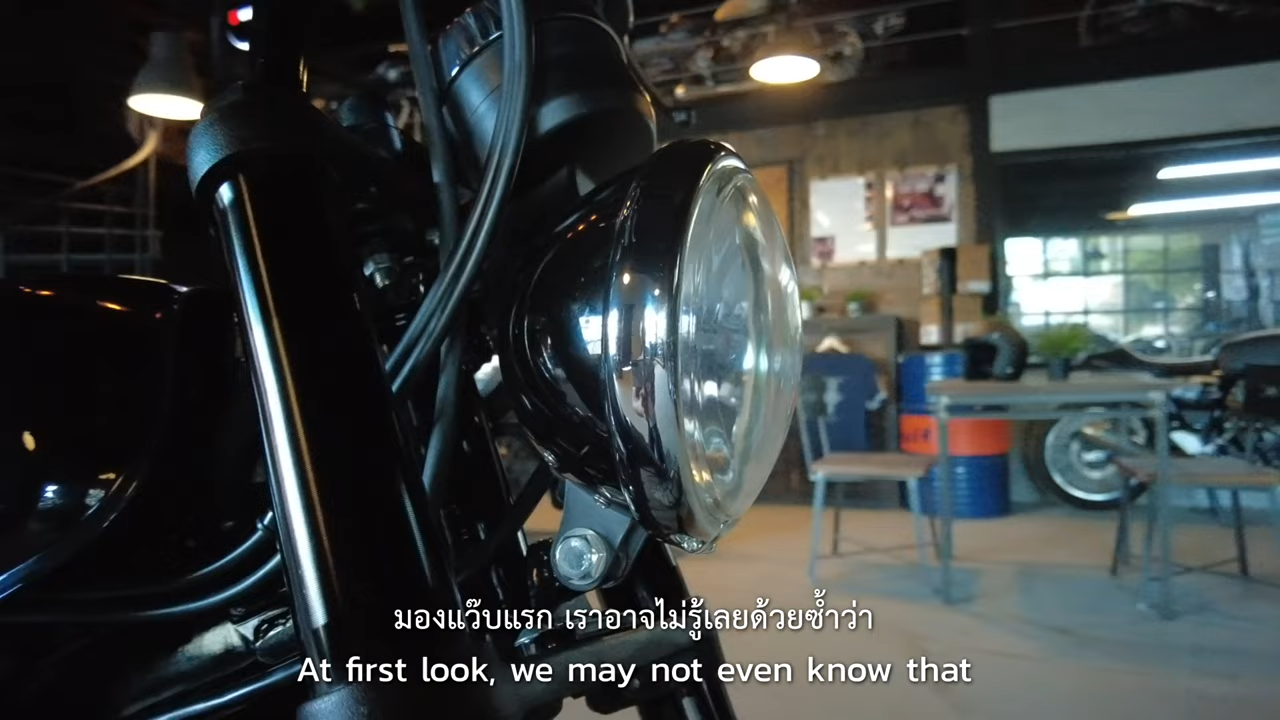 มองแว๊บแรก เราอาจไม่รู้เลยด้วยซ้ำว่า
At first look, we may not even know that